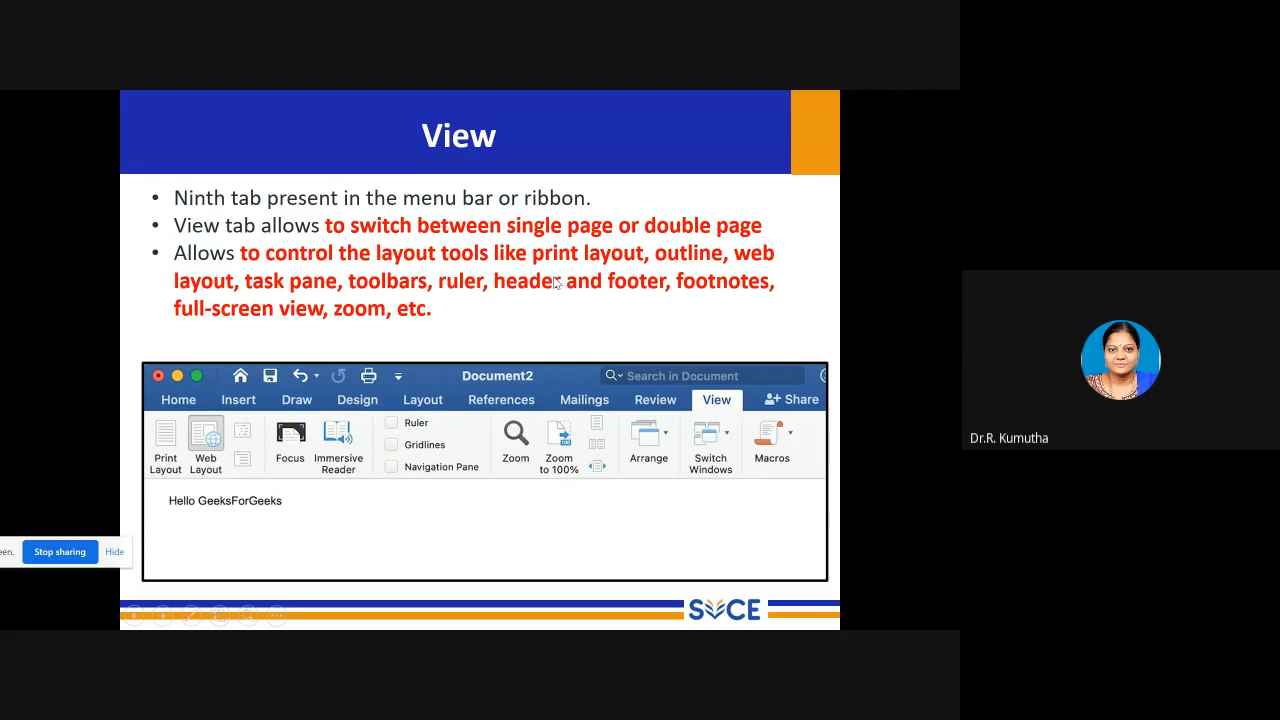 View
• Ninth tab present in the menu bar or ribbon.
• View tab allows to switch between single page or double page
• Allows to control the layout tools like print layout, outline, web
layout, task pane, toolbars, ruler, header and footer, footnotes,
full-screen view, zoom, etc.
Document2
Search in Document
Home Insert Draw Design Layout References Mailings Review View Share
Print
Layout
Web
Layout
Focus
Immersive
Reader
Ruler
Gridlines
Navigation Pane
Zoom
Zoom
to 100%
Arrange
Switch
Windows
Macros
Hello GeeksForGeeks
een. Stop sharing Hide
SVCE
Dr.R. Kumutha